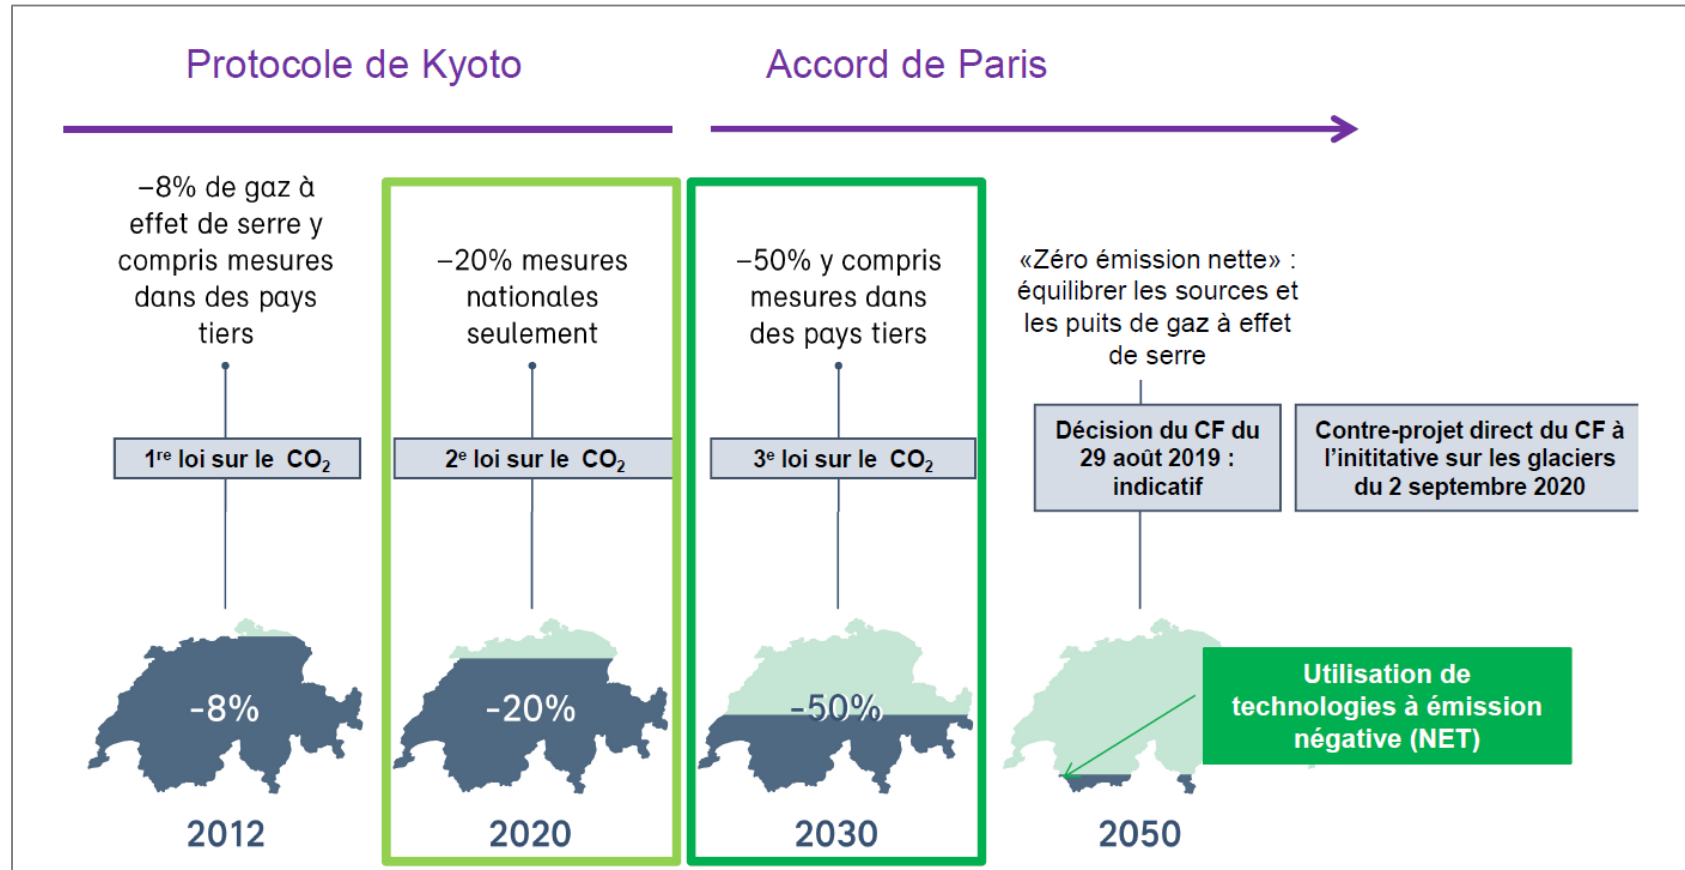 Protocole de Kyoto
Accord de Paris
–8% de gaz à
effet de serre y
compris mesures
dans des pays
tiers
–20% mesures
nationales
seulement
–50% y compris
mesures dans
des pays tiers
«Zéro émission nette» :
équilibrer les sources et
les puits de gaz à effet
de serre
1re loi sur le CO2
2e loi sur le CO2
3e loi sur le CO2
Décision du CF du
29 août 2019 :
indicatif
Contre-projet direct du CF à
l’inititative sur les glaciers
du 2 septembre 2020
-8%
-20%
-50%
Utilisation de
technologies à émission
négative (NET)
2012
2020
2030
2050